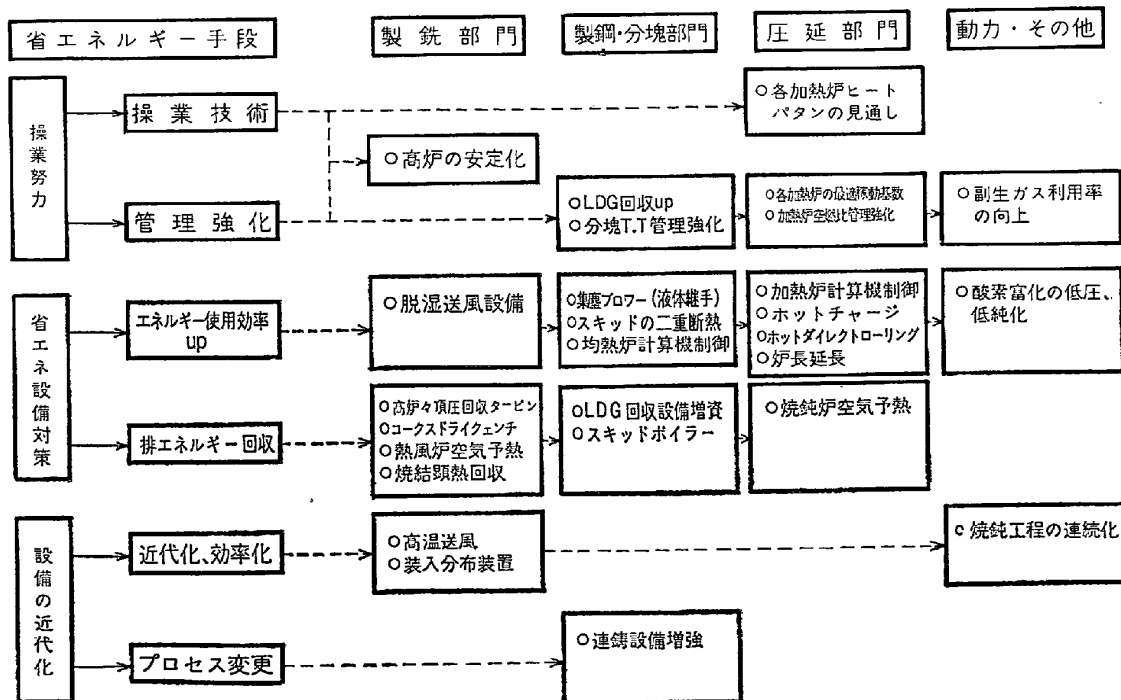 省エネルギー手段
製銑部門
製鋼・分塊部門
圧延部門
動力・その他
操業努力
操業技術
○各加熱炉ヒート
パタンの見通し
○高炉の安定化
管理強化
○LDG回収up
○分塊T.T管理強化
○各加熱炉の最適稼動基数
○加熱炉空燃比管理強化
○副生ガス利用率
の向上
省エネ設備対策
エネルギー使用効率
up
○脱湿送風設備
○集塵ブロワー(液体継手)
○スキッドの二重断熱
○均熱炉計算機制御
○加熱炉計算機制御
○ホットチャージ
○ホットダイレクトローリング
○炉長延長
○酸素富化の低圧、
低純化
排エネルギー回収
○高炉々頂圧回収タービン
○コークスドライクエンチ
○熱風炉空気予熱
○焼結顕熱回収
○LDG回収設備増資
○スキッドボイラー
○焼鈍炉空気予熱
設備の近代化
近代化、効率化
○高温送風
○装入分布装置
○焼鈍工程の連続化
プロセス変更
○連鋳設備増強